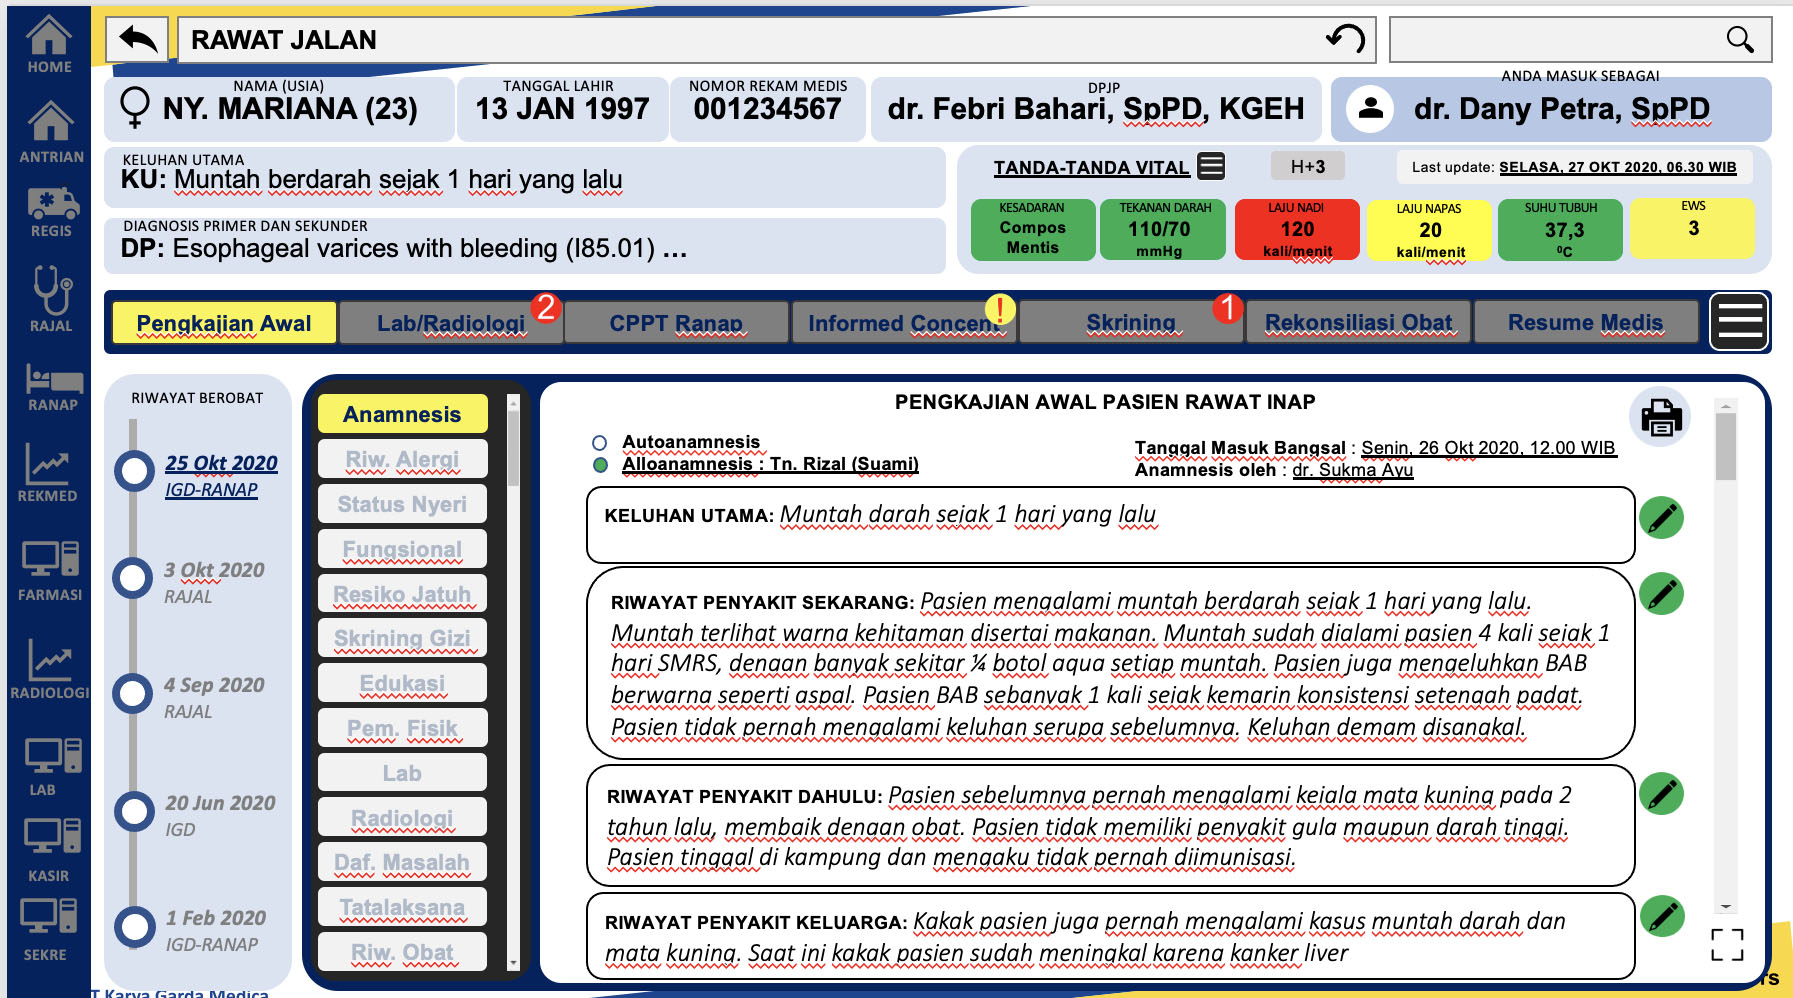 RAWAT JALAN
HOME
ANTRIAN
REGIS
RAJAL
RANAP
REKMED
FARMASI
RADIOLOGI
LAB
KASIR
SEKRE
NAMA (USIA)
NY. MARIANA (23)
TANGGAL LAHIR
13 JAN 1997
NOMOR REKAM MEDIS
001234567
DPJP
dr. Febri Bahari, SpPD, KGEH
ANDA MASUK SEBAGAI
dr. Dany Petra, SpPD
KELUHAN UTAMA
KU: Muntah berdarah sejak 1 hari yang lalu
DIAGNOSIS PRIMER DAN SEKUNDER
DP: Esophageal varices with bleeding (I85.01) ...
TANDA-TANDA VITAL
H+3
Last update: SELASA, 27 OKT 2020, 06.30 WIB
KESADARAN
Compos
Mentis
TEKANAN DARAH
110/70
mmHg
LAJU NADI
120
kali/menit
LAJU NAPAS
20
kali/menit
SUHU TUBUH
37,3
⁰C
EWS
3
Pengkajian Awal
Lab/Radiologi
2
CPPT Ranap
Informed Concent
!
Skrining
1
Rekonsiliasi Obat
Resume Medis
RIWAYAT BEROBAT
25 Okt 2020
IGD-RANAP
3 Okt 2020
RAJAL
4 Sep 2020
RAJAL
20 Jun 2020
IGD
1 Feb 2020
IGD-RANAP
Anamnesis
Riw. Alergi
Status Nyeri
Fungsional
Resiko Jatuh
Skrining Gizi
Edukasi
Pem. Fisik
Lab
Radiologi
Daf. Masalah
Tatalaksana
Riw. Obat
PENGKAJIAN AWAL PASIEN RAWAT INAP
Autoanamnesis
Alloanamnesis : Tn. Rizal (Suami)
Tanggal Masuk Bangsal : Senin, 26 Okt 2020, 12.00 WIB
Anamnesis oleh : dr. Sukma Ayu
KELUHAN UTAMA: Muntah darah sejak 1 hari yang lalu
RIWAYAT PENYAKIT SEKARANG: Pasien mengalami muntah berdarah sejak 1 hari yang lalu.
Muntah terlihat warna kehitaman disertai makanan. Muntah sudah dialami pasien 4 kali sejak 1
hari SMRS, dengan banyak sekitar ¼ botol aqua setiap muntah. Pasien juga mengeluhkan BAB
berwarna seperti aspal. Pasien BAB sebanyak 1 kali sejak kemarin konsistensi setengah padat.
Pasien tidak pernah mengalami keluhan serupa sebelumnya. Keluhan demam disangkal.
RIWAYAT PENYAKIT DAHULU: Pasien sebelumnya pernah mengalami kejala mata kuning pada 2
tahun lalu, membaik dengan obat. Pasien tidak memiliki penyakit gula maupun darah tinggi.
Pasien tinggal di kampung dan mengaku tidak pernah diimunisasi.
RIWAYAT PENYAKIT KELUARGA: Kakak pasien juga pernah mengalami kasus muntah darah dan
mata kuning. Saat ini kakak pasien sudah meningkal karena kanker liver
T Karya Garda Medica
rs